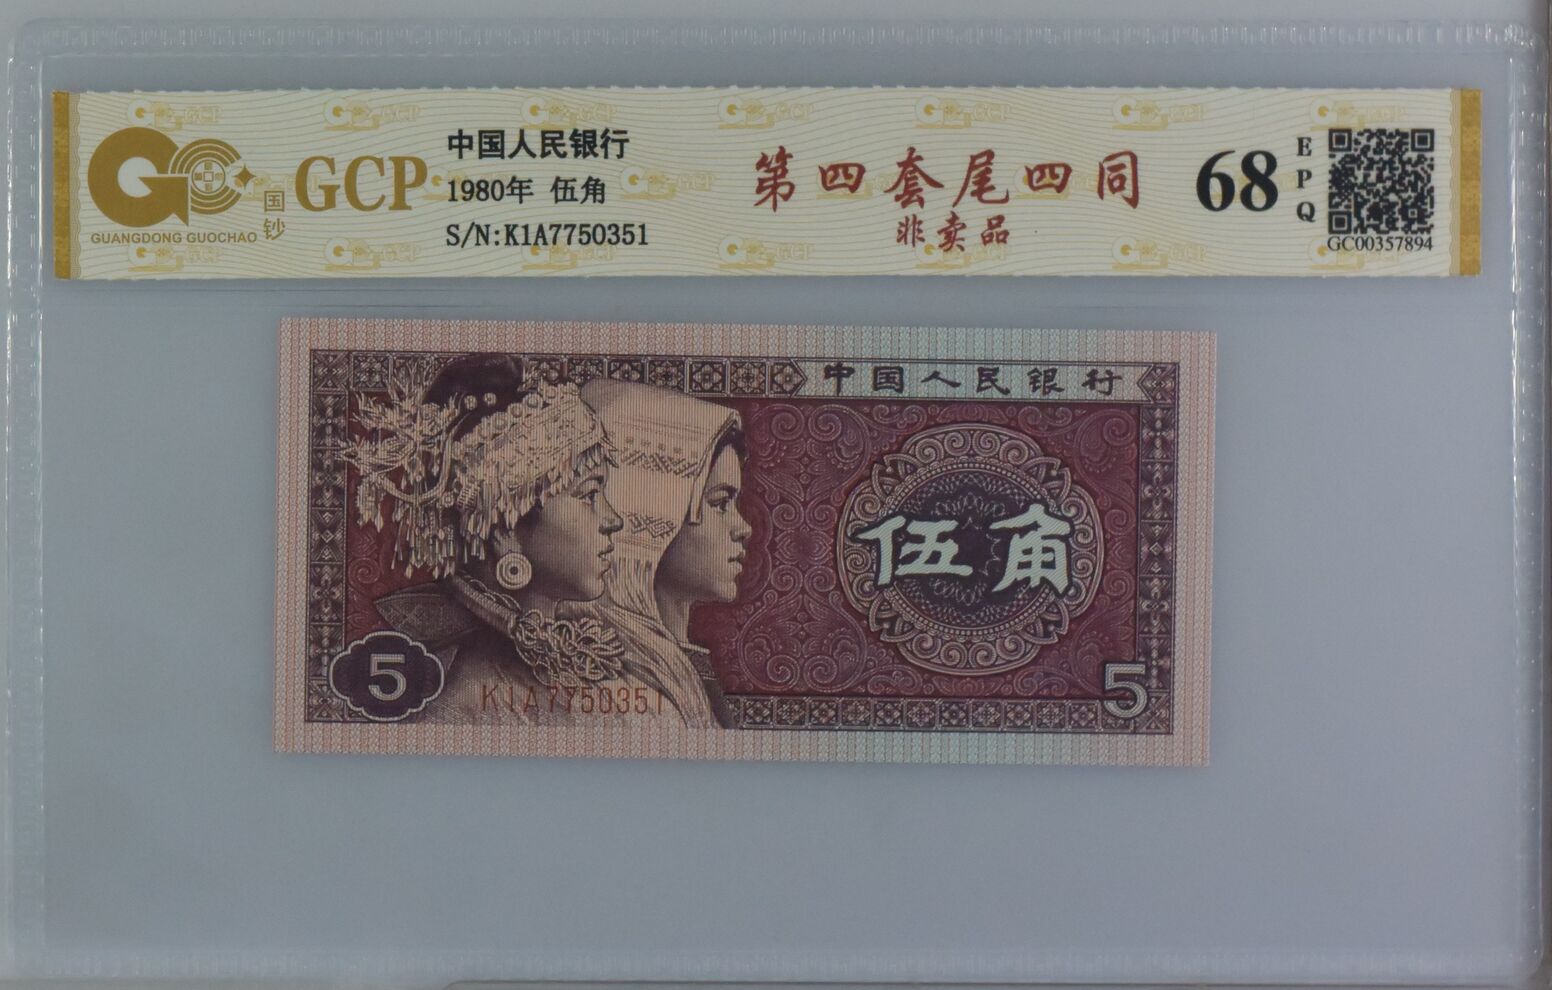 GUANGDONG GUOCHAO
国钞
GCP
中国人民银行
1980年 伍角
S/N:K1A7750351
第四套尾四同
非卖品
68
EPQ
GC00357894
中国人民银行
伍角
5
K1A7750351
5